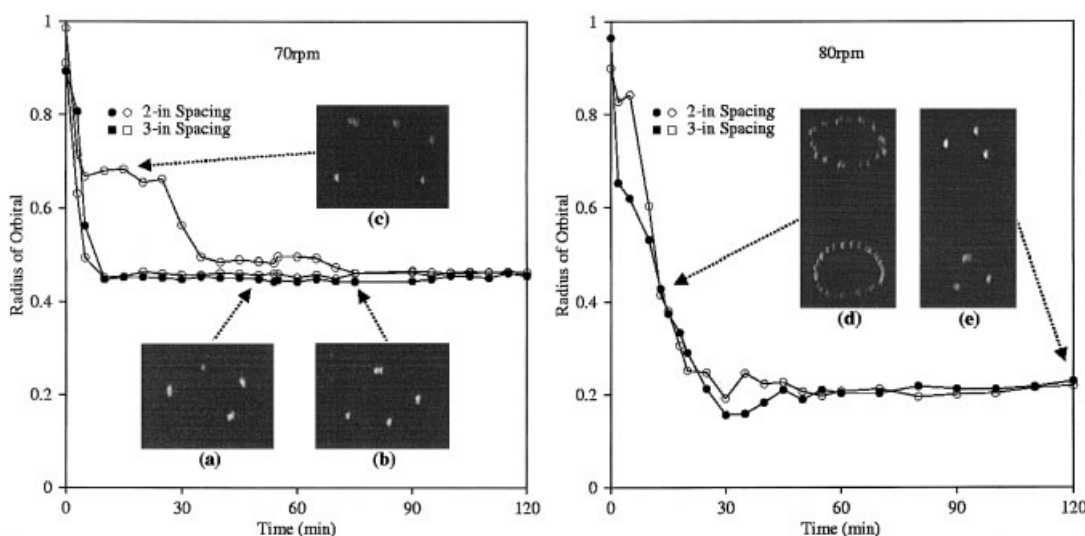 70rpm
2-in Spacing
3-in Spacing
(c)
(a)
(b)
Radius of Orbital
1
0.8
0.6
0.4
0.2
0
0
30
60
90
120
Time (min)
80rpm
2-in Spacing
3-in Spacing
(d)
(e)
Radius of Orbital
1
0.8
0.6
0.4
0.2
0
0
30
60
90
120
Time (min)